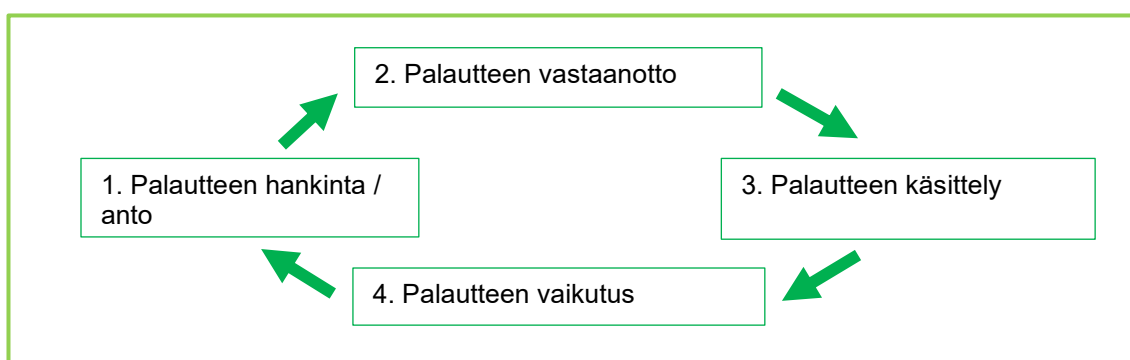 2. Palautteen vastaanotto
1. Palautteen hankinta /
anto
3. Palautteen käsittely
4. Palautteen vaikutus